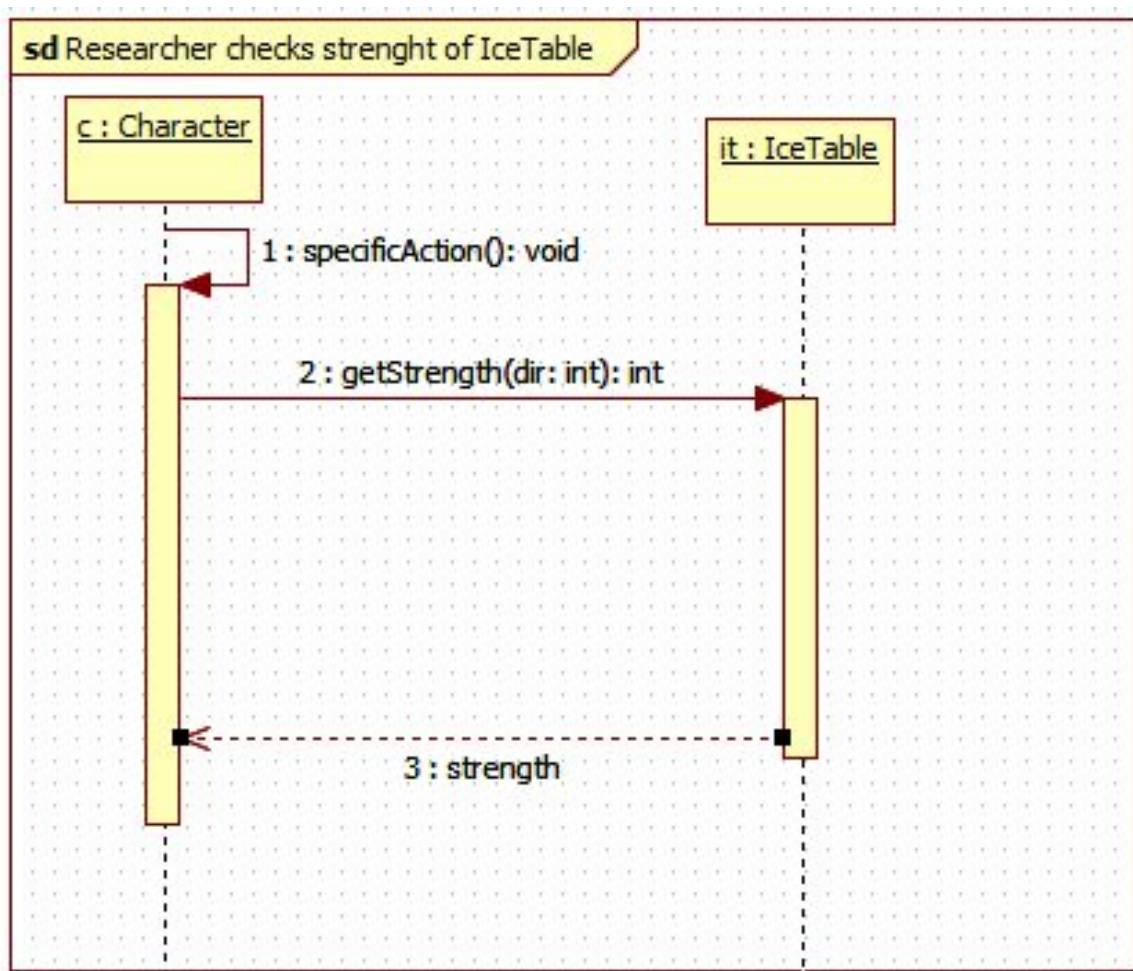 sd Researcher checks strenght of IceTable
c : Character
it : IceTable
1 : specificAction(): void
2 : getStrength(dir: int): int
3 : strength